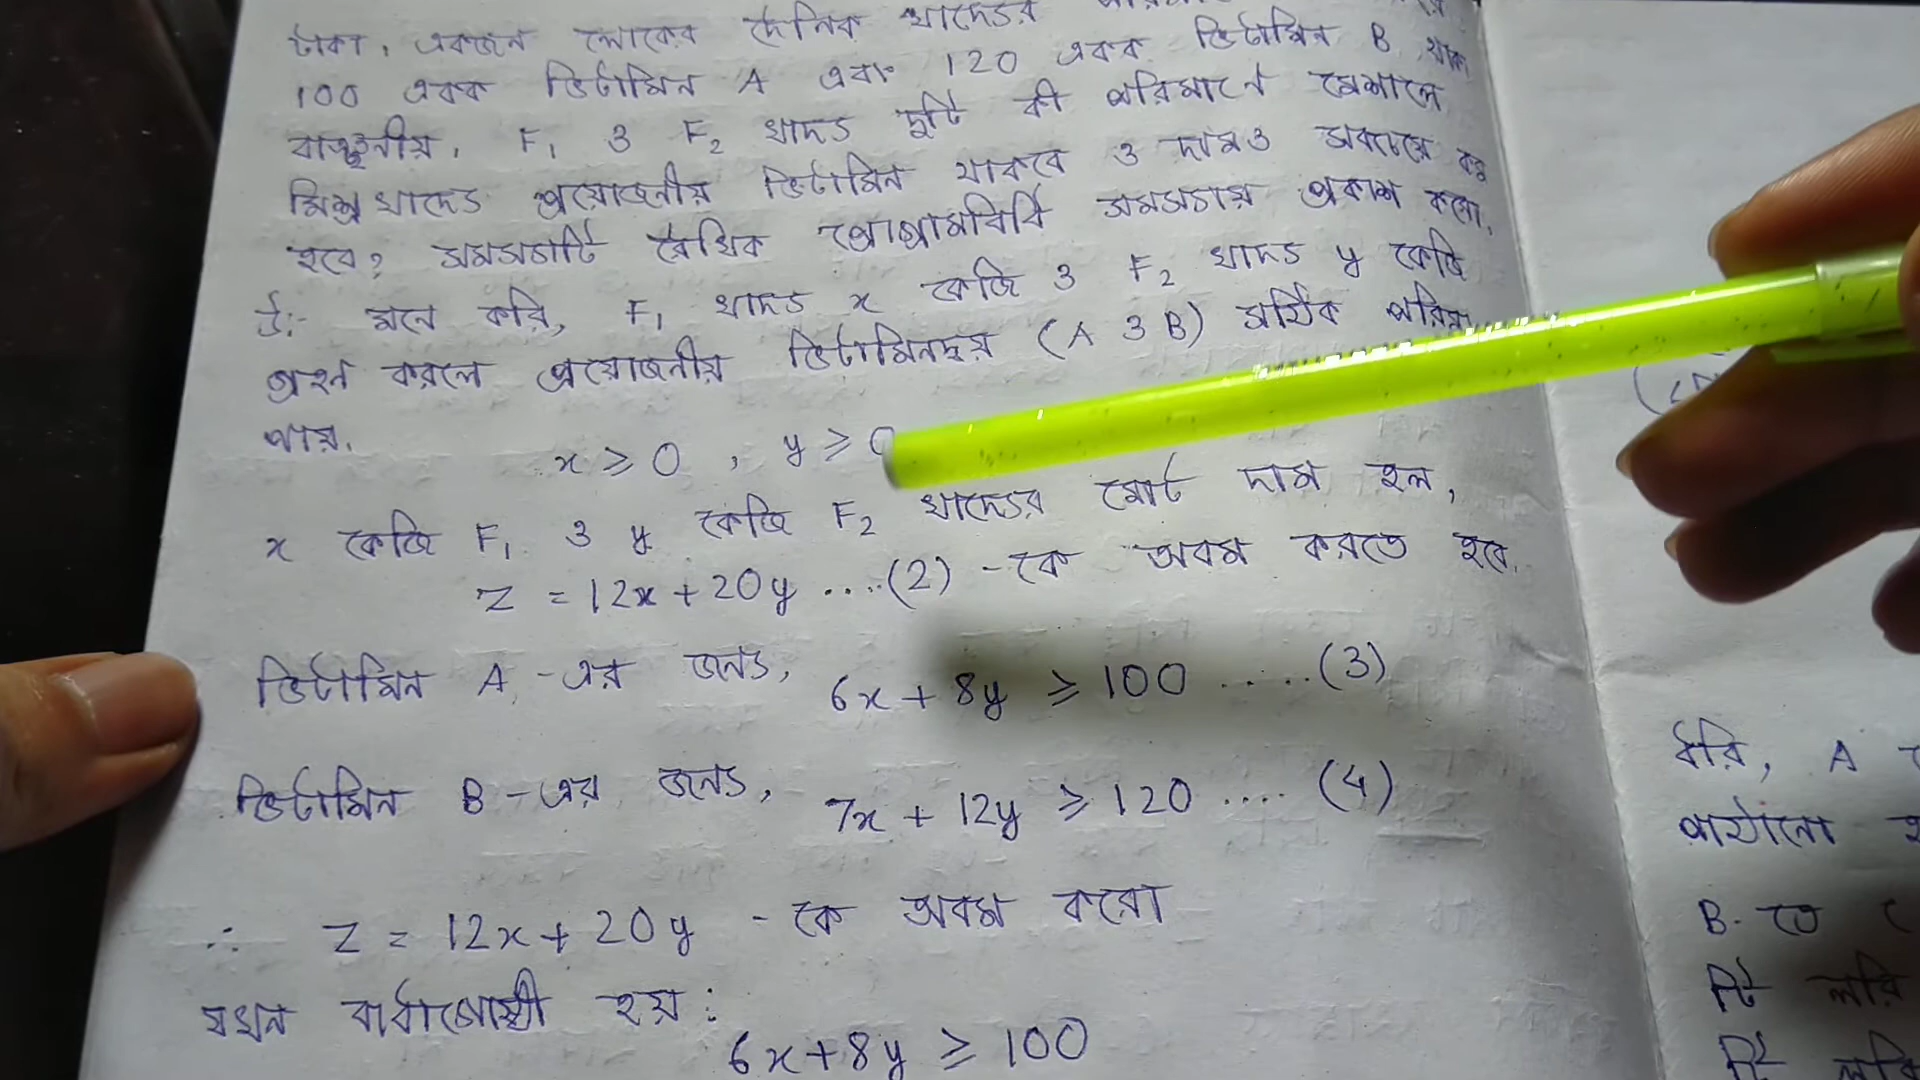 টাকা, একজন লোকের দৈনিক খাদ্যের
100 একক ভিটামিন A এবং 120 একক ভিটামিন B থাকা
বাঞ্ছনীয়, F₁ ও F₂ খাদ্য দুটি কী পরিমাণে মেশালে
মিশ্র খাদ্যে প্রয়োজনীয় ভিটামিন থাকবে ও দামও সবচেয়ে কম
হবে? সমস্যাটি রৈখিক প্রোগ্রামবিধি সমস্যায় প্রকাশ করো,
উঃ- মনে করি, F₁ খাদ্য x কেজি ও F₂ খাদ্য y কেজি
গ্রহণ করলে প্রয়োজনীয় ভিটামিনদ্বয় (A ও B) সঠিক
পায়,
x ≥ 0 , y ≥ 0
x কেজি F₁ ও y কেজি F₂ খাদ্যের মোট দাম হল,
z = 12x + 20y ....(2) - কে অবম করতে হবে,
ভিটামিন A-এর জন্য, 6x + 8y ≥ 100 .....(3)
ভিটামিন B-এর জন্য, 7x + 12y ≥ 120 .... (4)
∴ z = 12x + 20y - কে অবম করো
যখন বাধাগোষ্ঠী হয় :
6x + 8y ≥ 100
ধরি, A
পাঠানো
B- তে
টি লরি
টি লরি